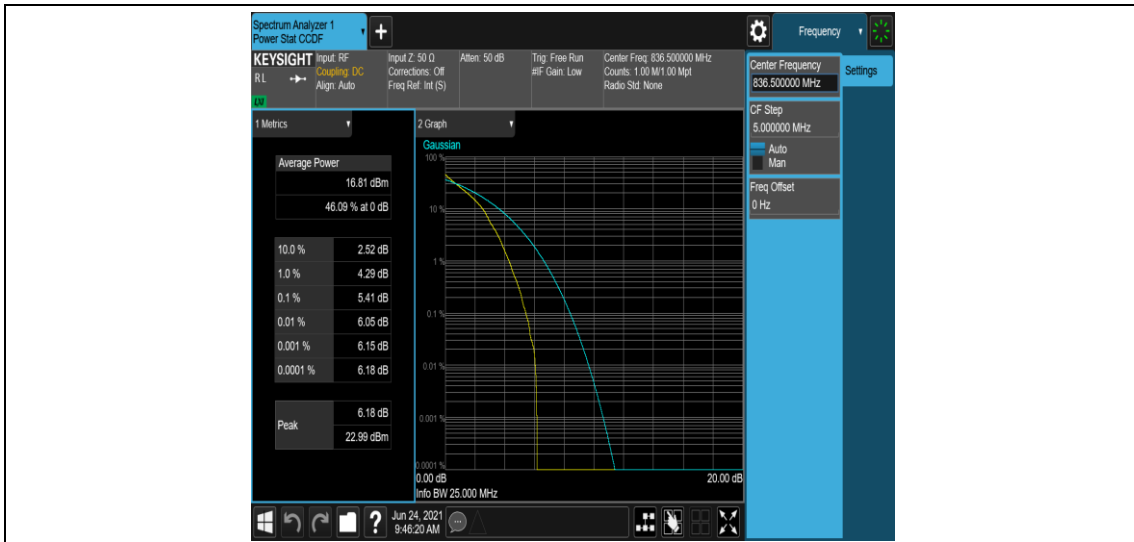 Spectrum Analyzer 1
Power Stat CCDF
Frequency
KEYSIGHT
RL
LXI
Input: RF
Coupling: DC
Align: Auto
Input Z: 50 Ω
Corrections: Off
Freq Ref: Int (S)
Atten: 50 dB
Trig: Free Run
#IF Gain: Low
Center Freq: 836.500000 MHz
Counts: 1.00 M/1.00 Mpt
Radio Std: None
Center Frequency
836.500000 MHz
Settings
CF Step
5.000000 MHz
Auto
Man
Freq Offset
0 Hz
1 Metrics
Average Power
16.81 dBm
46.09 % at 0 dB
10.0 % 2.52 dB
1.0 % 4.29 dB
0.1 % 5.41 dB
0.01 % 6.05 dB
0.001 % 6.15 dB
0.0001 % 6.18 dB
Peak 6.18 dB
22.99 dBm
2 Graph
Gaussian
100 %
10 %
1 %
0.1 %
0.01 %
0.001 %
0.0001 %
0.00 dB 20.00 dB
Info BW 25.000 MHz
?
Jun 24, 2021
9:46:20 AM